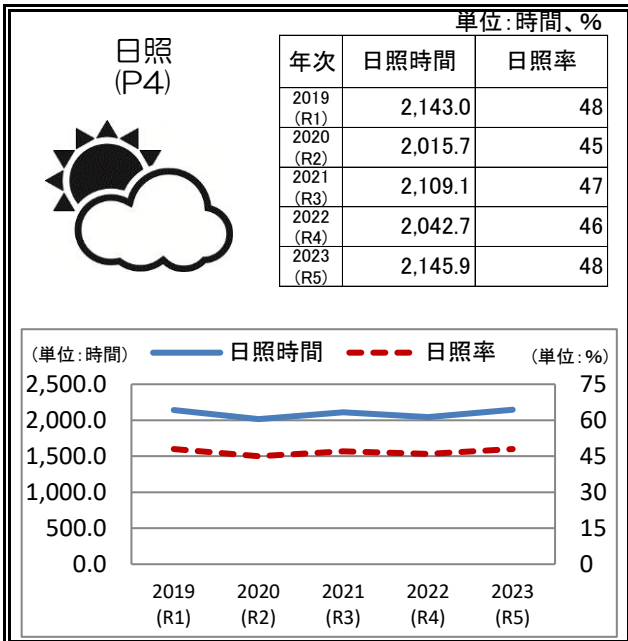 単位:時間、%
日照
(P4)
年次 日照時間 日照率
2019
(R1) 2,143.0 48
2020
(R2) 2,015.7 45
2021
(R3) 2,109.1 47
2022
(R4) 2,042.7 46
2023
(R5) 2,145.9 48
(単位:時間) 日照時間 日照率 (単位:%)
2,500.0 75
2,000.0 60
1,500.0 45
1,000.0 30
500.0 15
0.0 0
2019 2020 2021 2022 2023
(R1) (R2) (R3) (R4) (R5)